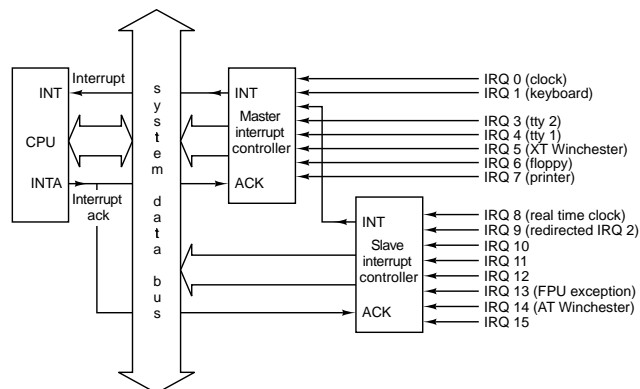 INT
CPU
INTA
Interrupt
Interrupt
ack
system data bus
INT
Master
interrupt
controller
ACK
IRQ 0 (clock)
IRQ 1 (keyboard)
IRQ 3 (tty 2)
IRQ 4 (tty 1)
IRQ 5 (XT Winchester)
IRQ 6 (floppy)
IRQ 7 (printer)
INT
Slave
interrupt
controller
ACK
IRQ 8 (real time clock)
IRQ 9 (redirected IRQ 2)
IRQ 10
IRQ 11
IRQ 12
IRQ 13 (FPU exception)
IRQ 14 (AT Winchester)
IRQ 15